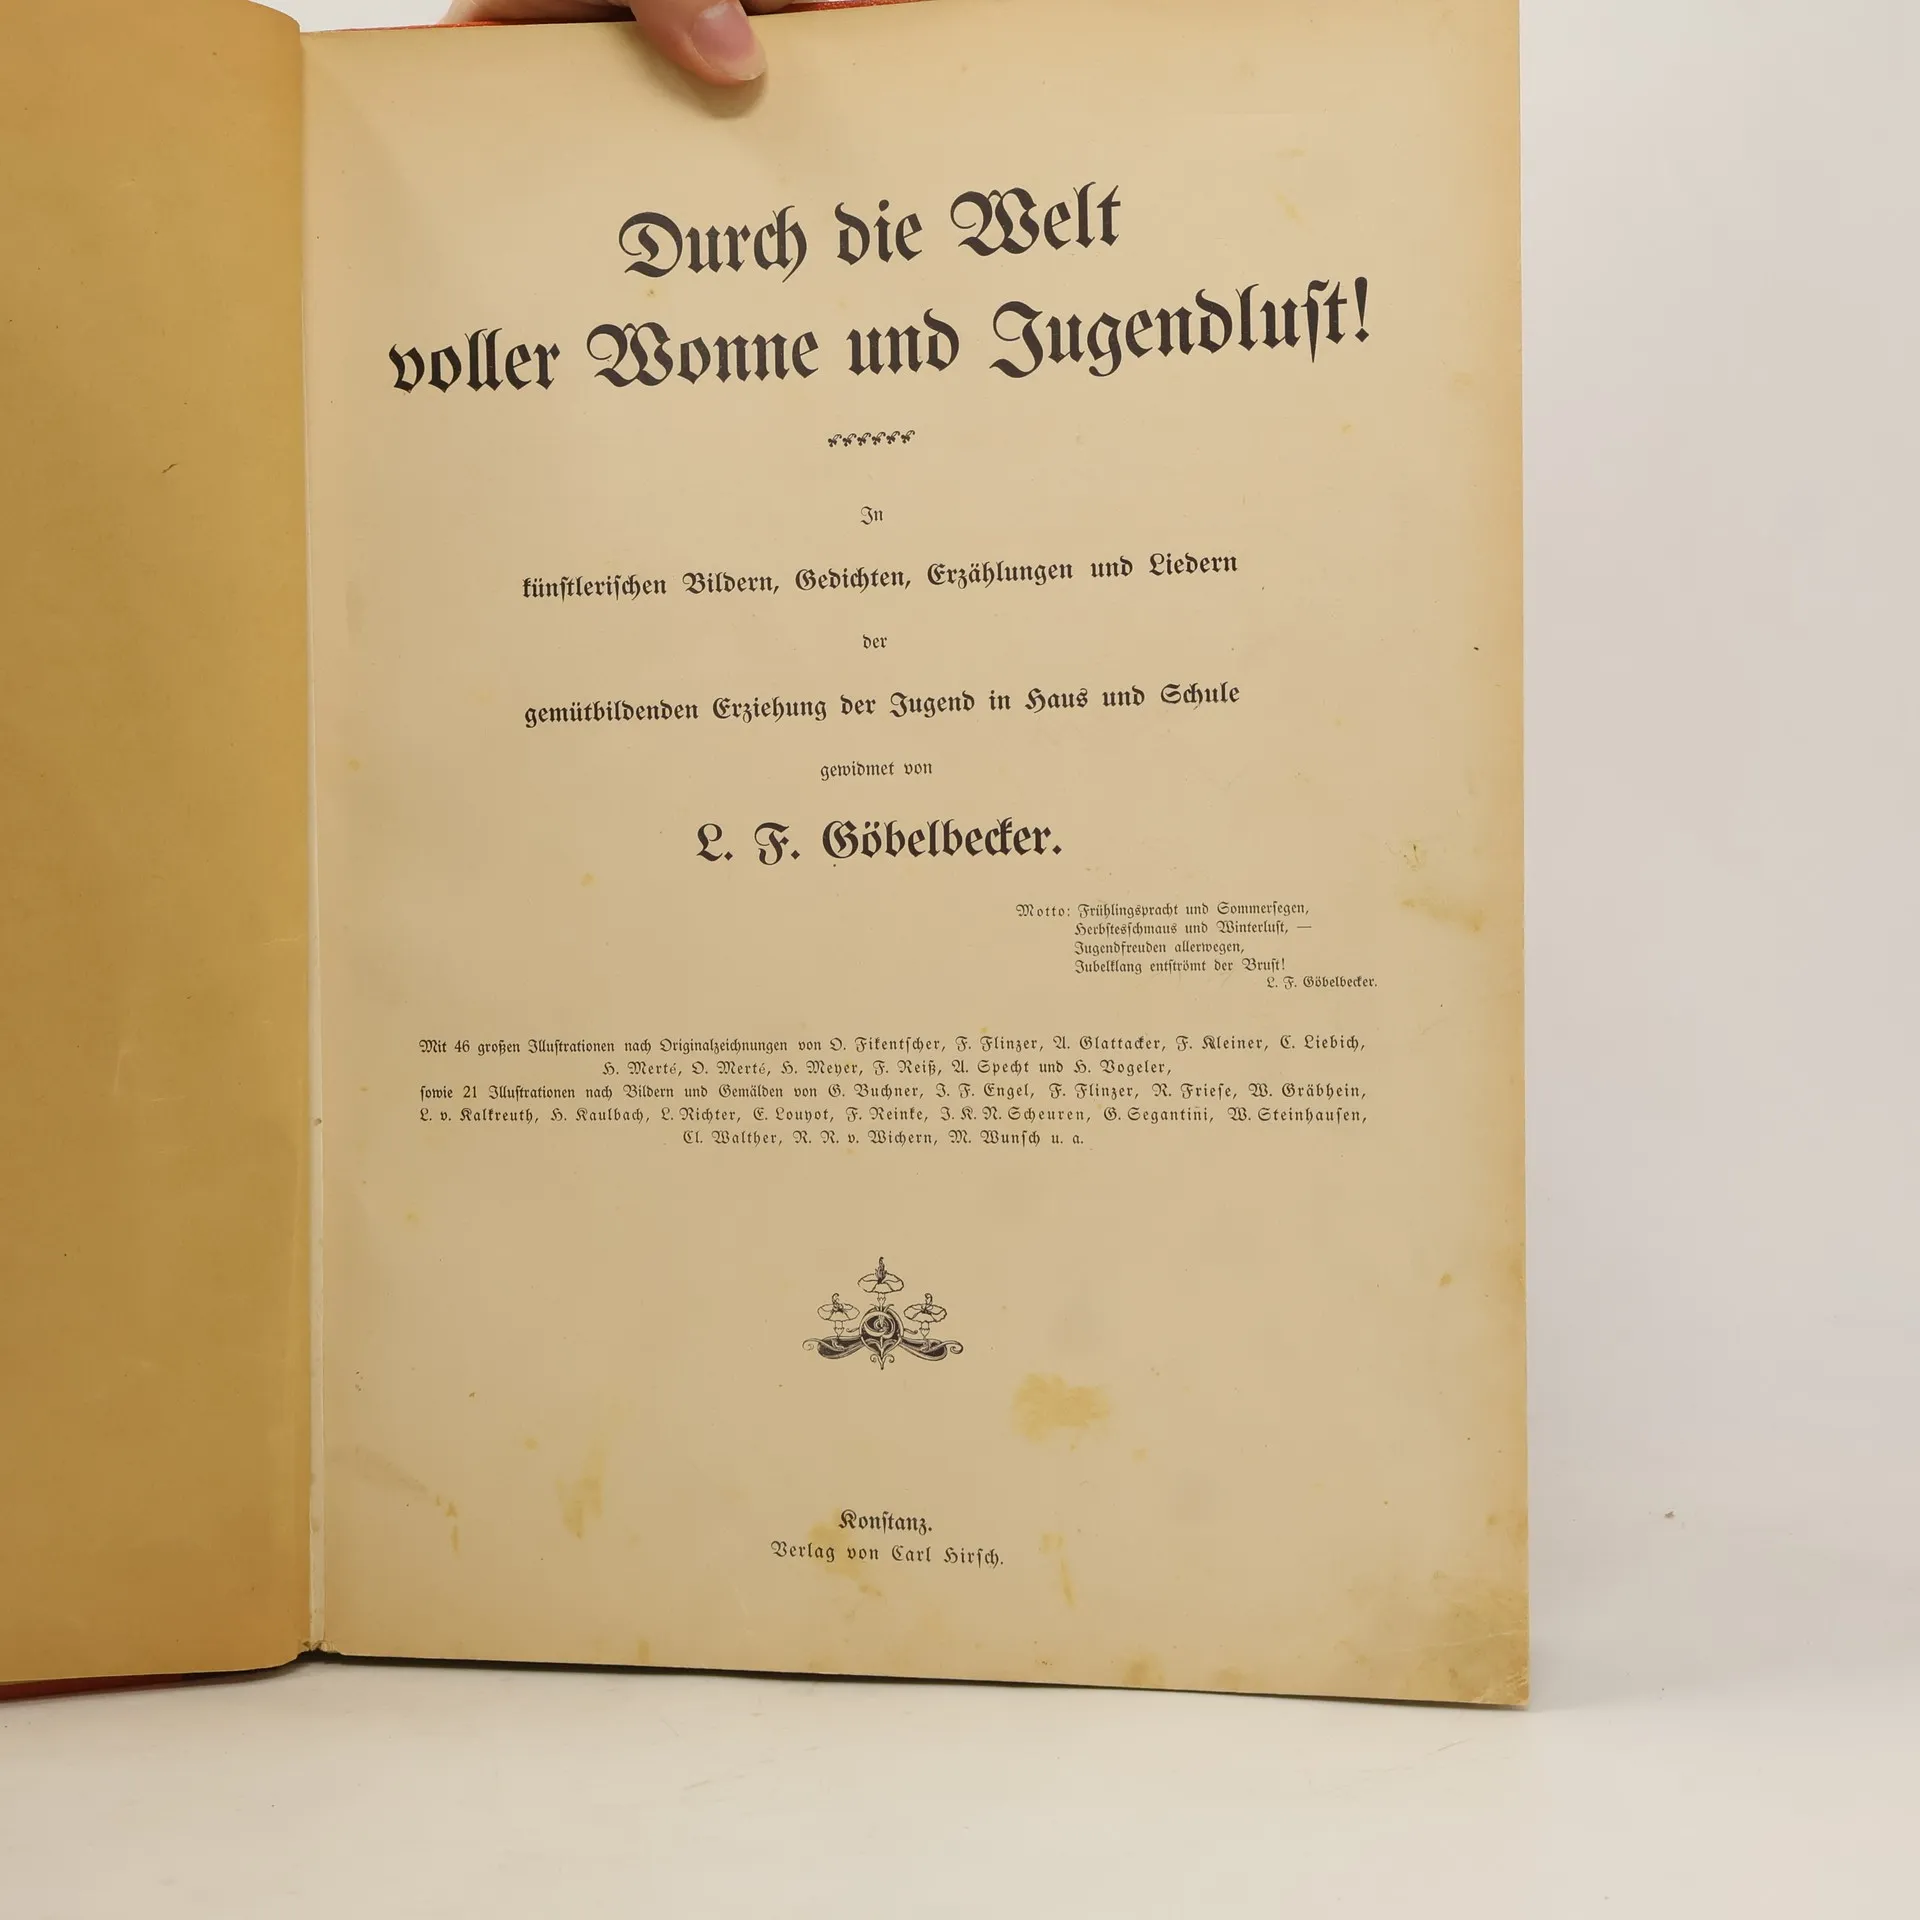 Durch die Welt
voller Wonne und Jugendluſt!
In
künſtleriſchen Bildern, Gedichten, Erzählungen und Liedern
der
gemütbildenden Erziehung der Jugend in Haus und Schule
gewidmet von
L. F. Göbelbecker.
Motto: Frühlingspracht und Sommerſegen,
Herbſtesſchmaus und Winterluſt, —
Jugendfreuden allerwegen,
Jubelklang entſtrömt der Bruſt!
L. F. Göbelbecker.
Mit 46 großen Illuſtrationen nach Originalzeichnungen von O. Fikentſcher, F. Flinzer, A. Glattacker, F. Kleiner, C. Liebich,
H. Merté, O. Merté, H. Meyer, F. Reiß, A. Specht und H. Vogeler,
ſowie 21 Illuſtrationen nach Bildern und Gemälden von G. Buchner, J. F. Engel, F. Flinzer, R. Frieſe, W. Gräbhein,
L. v. Kalkreuth, H. Kaulbach, L. Richter, E. Louyot, F. Reinke, J. K. N. Scheuren, G. Segantini, W. Steinhauſen,
Cl. Walther, R. R. v. Wichern, M. Wunſch u. a.
Konſtanz.
Verlag von Carl Hirſch.